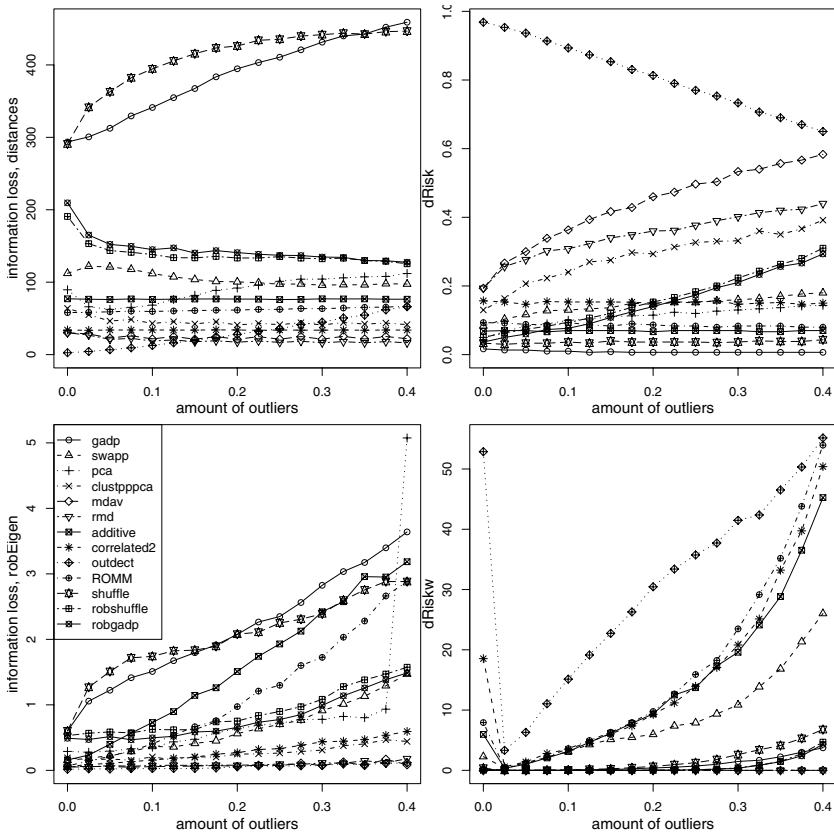 information loss, distances
400
300
200
100
0
0.0 0.1 0.2 0.3 0.4
amount of outliers
dRisk
1.0
0.8
0.6
0.4
0.2
0.0
0.0 0.1 0.2 0.3 0.4
amount of outliers
information loss, robEigen
5
4
3
2
1
0
gadp
swapp
pca
clustpppca
mdav
rmd
additive
correlated2
outdect
ROMM
shuffle
robshuffle
robgadp
0.0 0.1 0.2 0.3 0.4
amount of outliers
dRiskw
50
40
30
20
10
0
0.0 0.1 0.2 0.3 0.4
amount of outliers